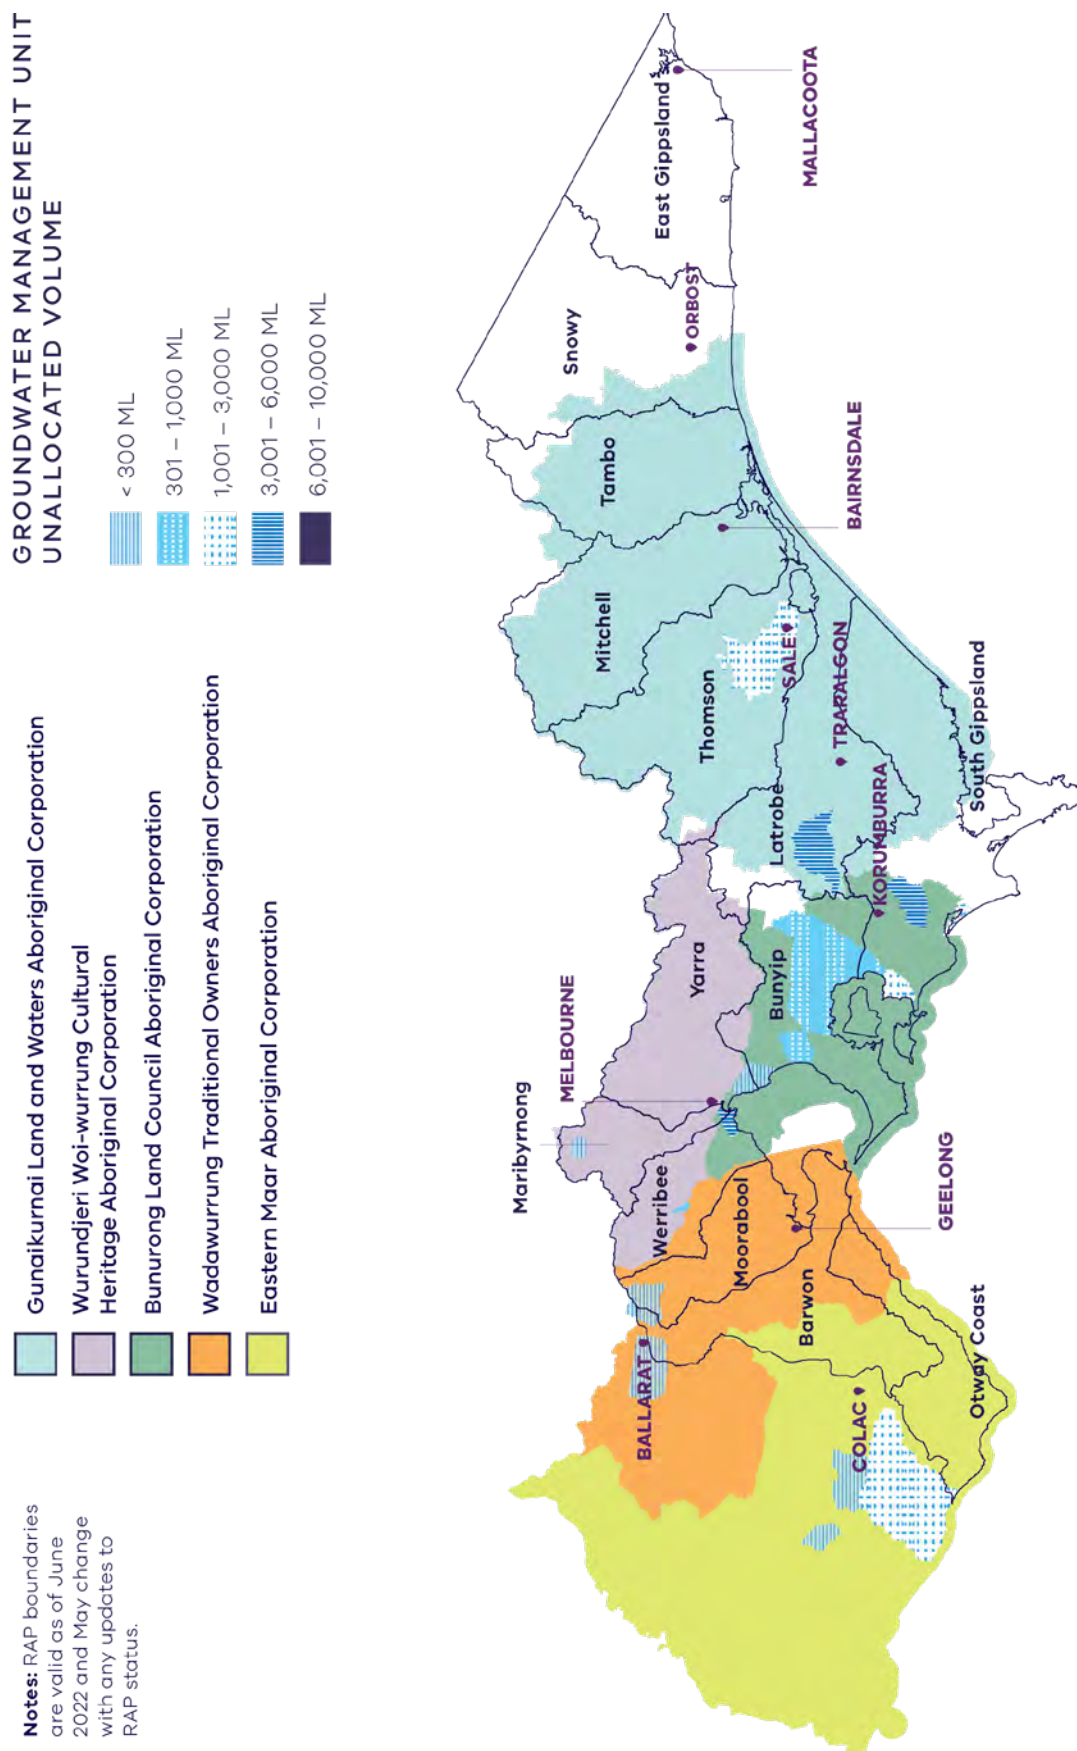 GROUNDWATER MANAGEMENT UNIT
UNALLOCATED VOLUME
< 300 ML
301 – 1,000 ML
1,001 – 3,000 ML
3,001 – 6,000 ML
6,001 – 10,000 ML
Gunaikurnai Land and Waters Aboriginal Corporation
Wurundjeri Woi-wurrung Cultural
Heritage Aboriginal Corporation
Bunurong Land Council Aboriginal Corporation
Wadawurrung Traditional Owners Aboriginal Corporation
Eastern Maar Aboriginal Corporation
Notes: RAP boundaries
are valid as of June
2022 and May change
with any updates to
RAP status.
Maribyrnong
MELBOURNE
Werribee
Yarra
BALLARAT
Moorabool
Bunyip
Barwon
GEELONG
COLAC
Otway Coast
KORUMBURRA
Latrobe
Thomson
TRARALGON
SALE
South Gippsland
Mitchell
Tambo
BAIRNSDALE
Snowy
ORBOST
East Gippsland
MALLACOOTA